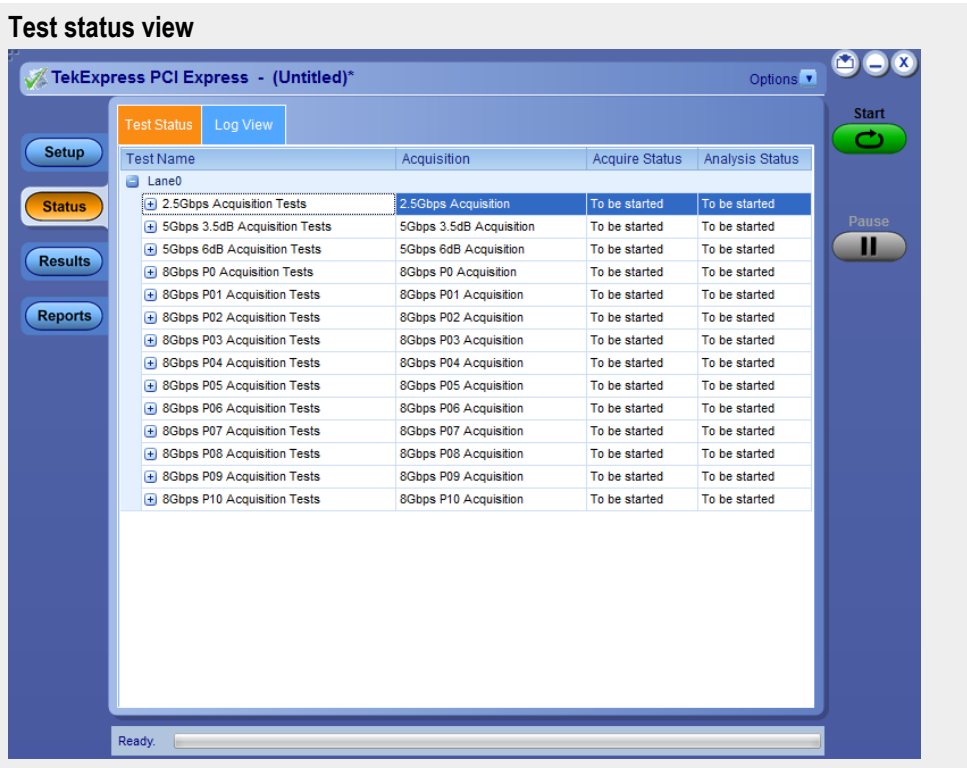 Test status view
TekExpress PCI Express - (Untitled)*
Options
Test Status Log View
Start
Setup
Status
Results
Reports
Pause
Test Name Acquisition Acquire Status Analysis Status
Lane0
2.5Gbps Acquisition Tests 2.5Gbps Acquisition To be started To be started
5Gbps 3.5dB Acquisition Tests 5Gbps 3.5dB Acquisition To be started To be started
5Gbps 6dB Acquisition Tests 5Gbps 6dB Acquisition To be started To be started
8Gbps P0 Acquisition Tests 8Gbps P0 Acquisition To be started To be started
8Gbps P01 Acquisition Tests 8Gbps P01 Acquisition To be started To be started
8Gbps P02 Acquisition Tests 8Gbps P02 Acquisition To be started To be started
8Gbps P03 Acquisition Tests 8Gbps P03 Acquisition To be started To be started
8Gbps P04 Acquisition Tests 8Gbps P04 Acquisition To be started To be started
8Gbps P05 Acquisition Tests 8Gbps P05 Acquisition To be started To be started
8Gbps P06 Acquisition Tests 8Gbps P06 Acquisition To be started To be started
8Gbps P07 Acquisition Tests 8Gbps P07 Acquisition To be started To be started
8Gbps P08 Acquisition Tests 8Gbps P08 Acquisition To be started To be started
8Gbps P09 Acquisition Tests 8Gbps P09 Acquisition To be started To be started
8Gbps P10 Acquisition Tests 8Gbps P10 Acquisition To be started To be started
Ready.